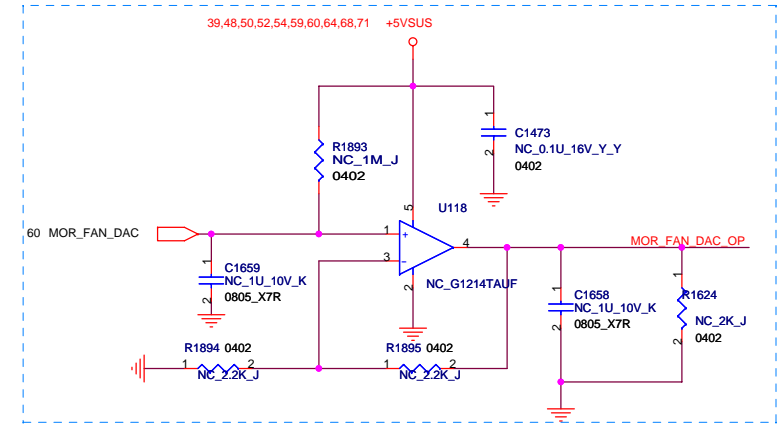 39,48,50,52,54,59,60,64,68,71 +5VSUS
1
C1473
NC_0.1U_16V_Y_Y
2
0402
R1893
NC_1M_J
0402
5
U118
60 MOR_FAN_DAC
1
+
4
MOR_FAN_DAC_OP
3
-
1
C1659
NC_1U_10V_K
2
0805_X7R
2
NC_G1214TAUF
1
C1658
NC_1U_10V_K
2
0805_X7R
1
R1624
NC_2K_J
2
0402
R1894 0402
1 2
NC_2.2K_J
R1895 0402
1 2
NC_2.2K_J